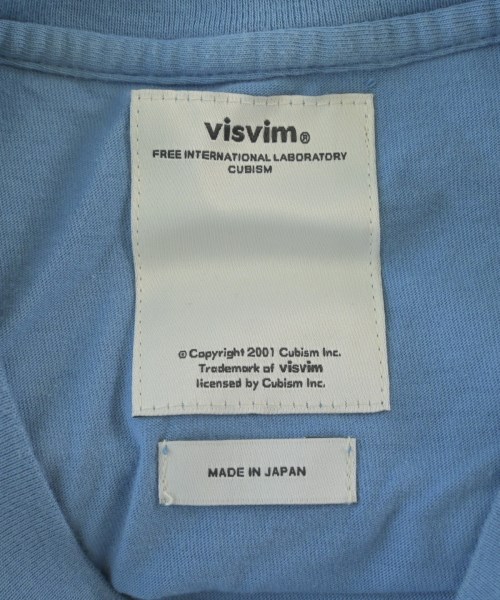 visvim®
FREE INTERNATIONAL LABORATORY
CUBISM
© Copyright 2001 Cubism Inc.
Trademark of visvim
licensed by Cubism Inc.
MADE IN JAPAN